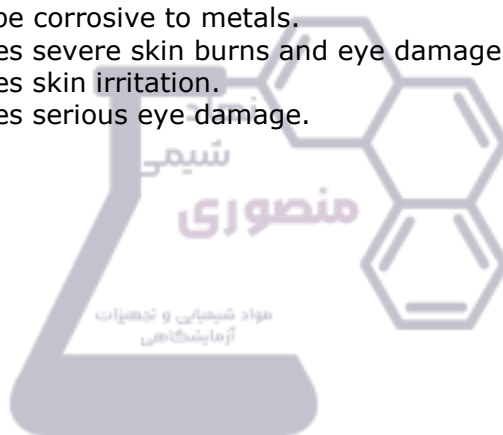 be corrosive to metals.
es severe skin burns and eye damage
es skin irritation.
es serious eye damage.
نهاد
شیمی
منصوری
مواد شیمیایی و تجهیزات
آزمایشگاهی